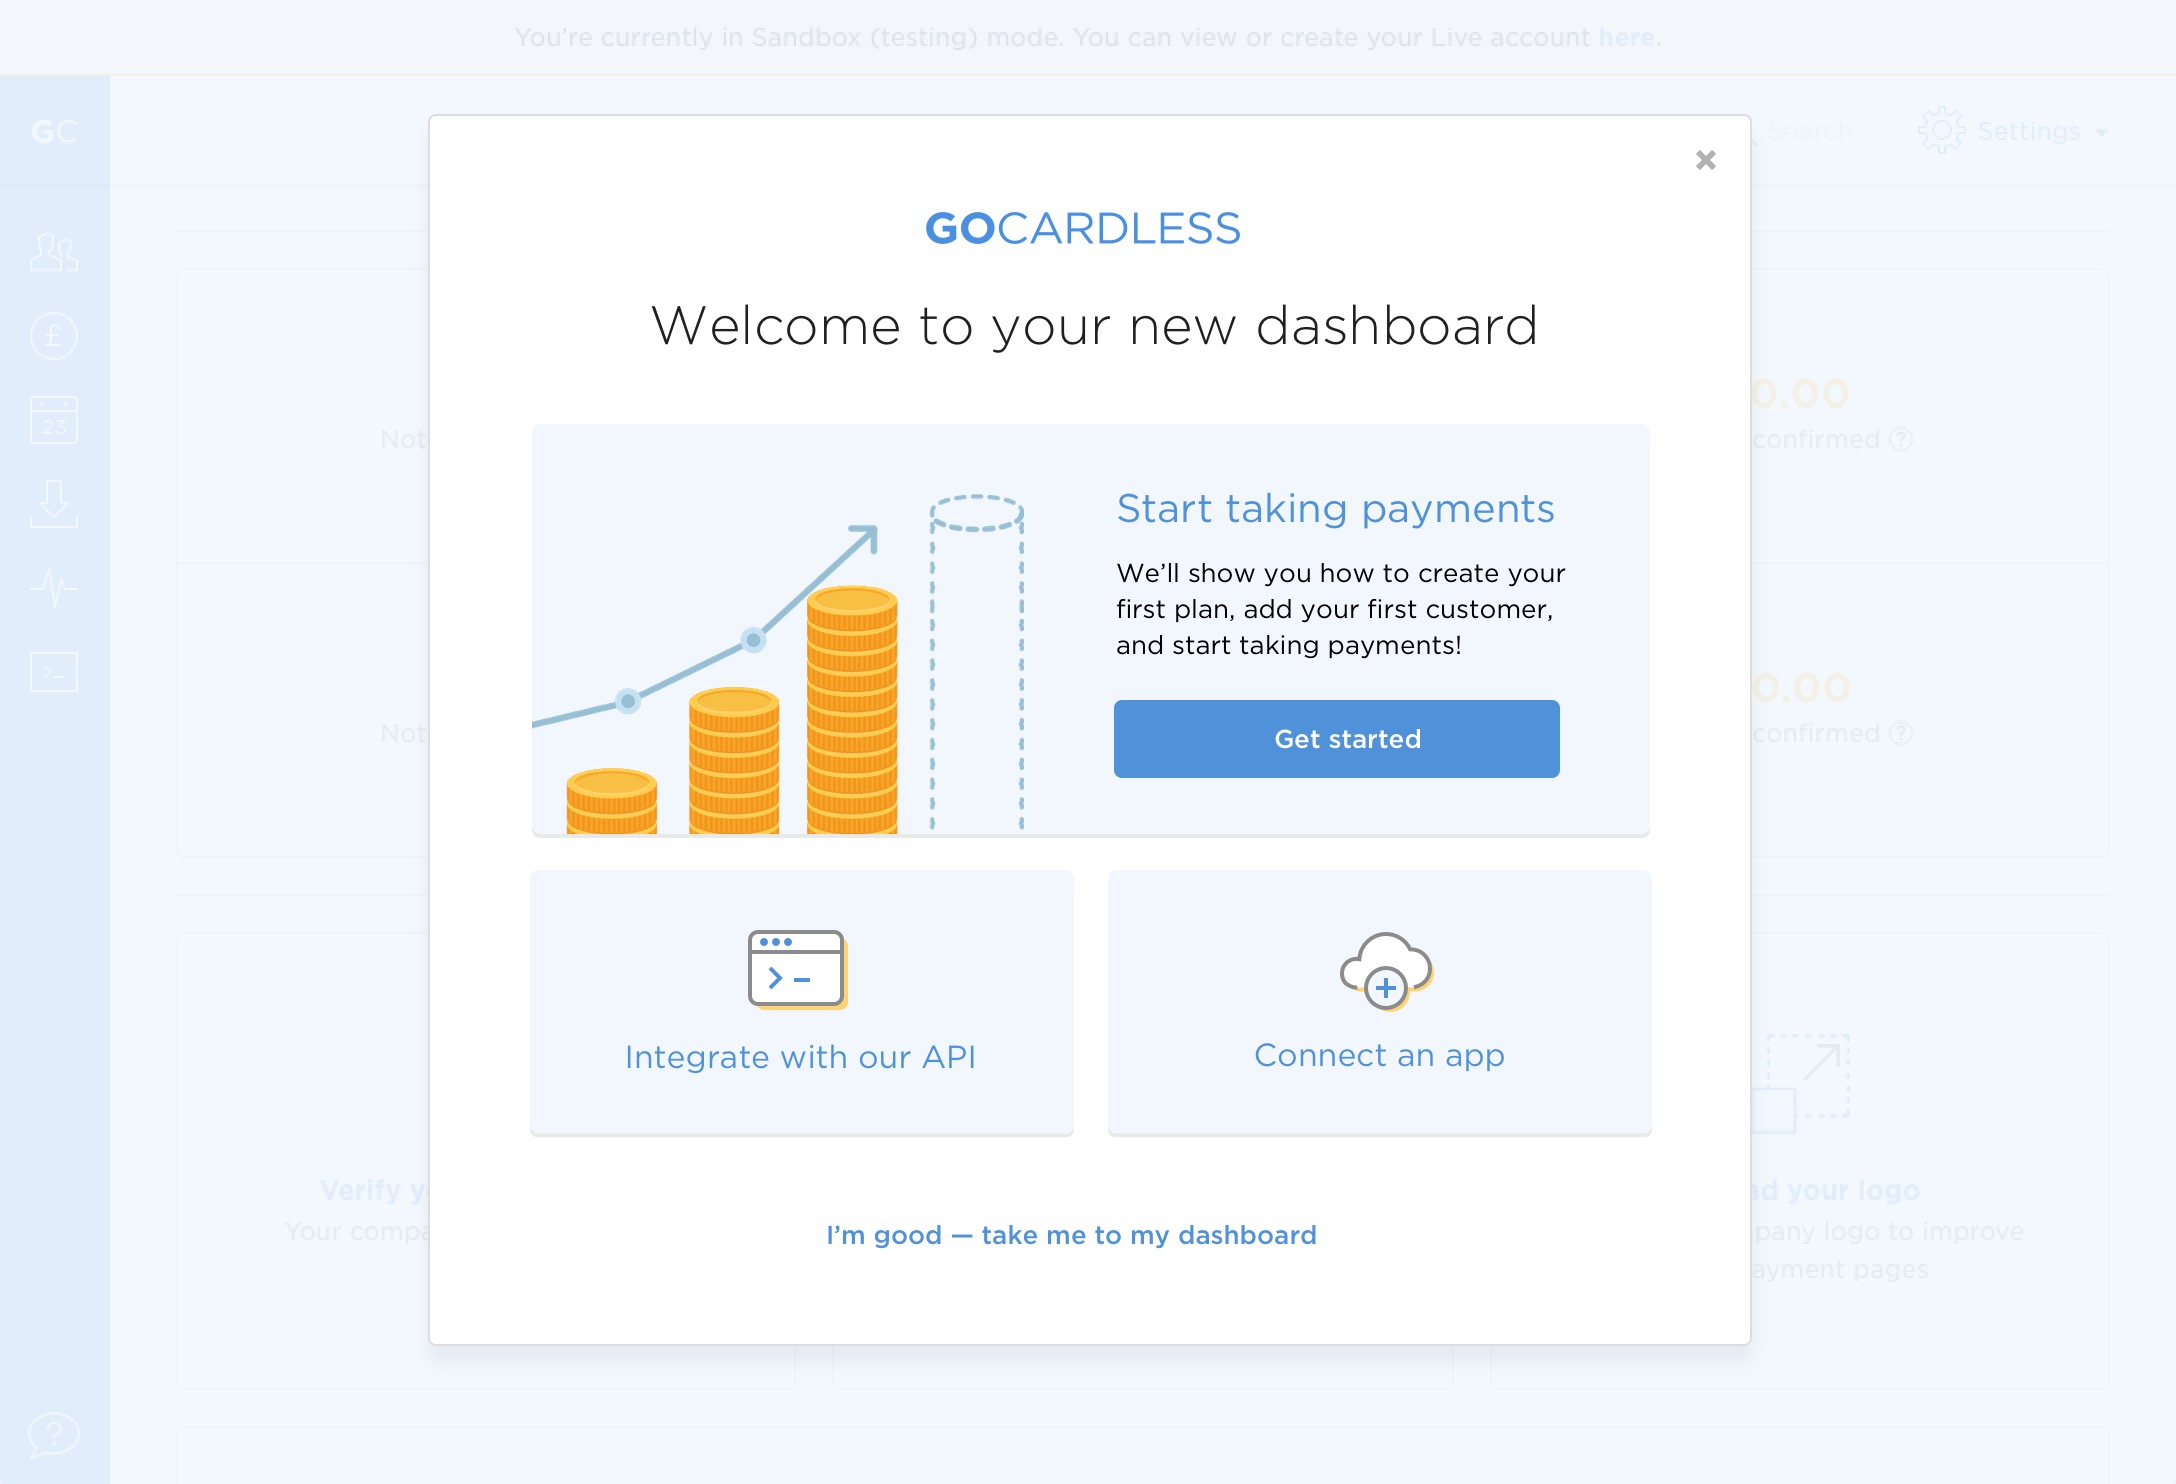 You’re currently in Sandbox (testing) mode. You can view or create your Live account here.
GC
Search
Settings
GOCARDLESS
Welcome to your new dashboard
23
0.00
Not
confirmed
Start taking payments
We’ll show you how to create your
first plan, add your first customer,
and start taking payments!
Get started
0.00
Not
confirmed
Integrate with our API
Connect an app
Verify
your logo
Your
logo to improve
pages
I’m good — take me to my dashboard